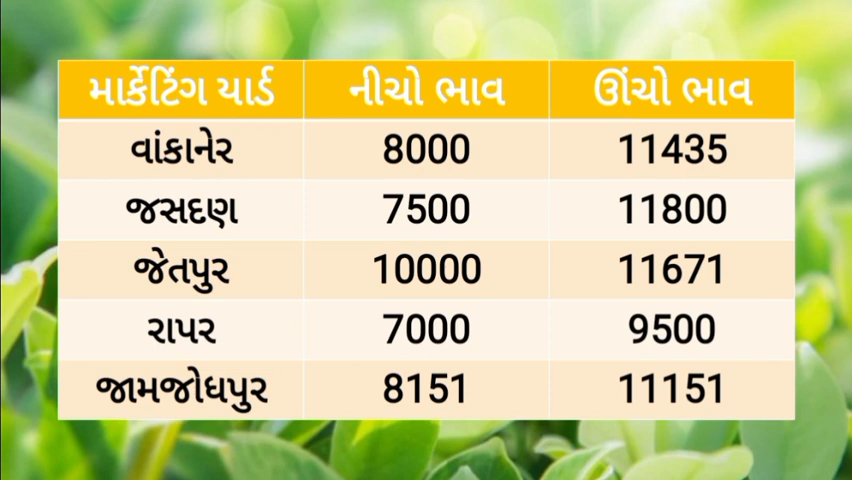 માર્કેટિંગ યાર્ડ નીચો ભાવ ઊંચો ભાવ
વાંકાનેર 8000 11435
જસદણ 7500 11800
જેતપુર 10000 11671
રાપર 7000 9500
જામજોધપુર 8151 11151